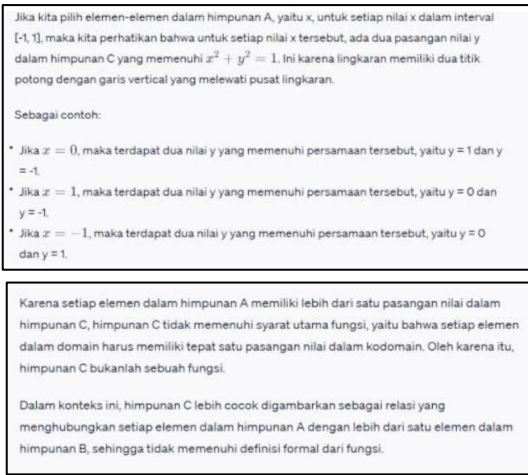 Jika kita pilih elemen-elemen dalam himpunan A, yaitu x, untuk setiap nilai x dalam interval
[-1, 1], maka kita perhatikan bahwa untuk setiap nilai x tersebut, ada dua pasangan nilai y
dalam himpunan C yang memenuhi x² + y² = 1. Ini karena lingkaran memiliki dua titik
potong dengan garis vertical yang melewati pusat lingkaran.
Sebagai contoh:
• Jika x = 0, maka terdapat dua nilai y yang memenuhi persamaan tersebut, yaitu y = 1 dan y
= -1.
• Jika x = 1, maka terdapat dua nilai y yang memenuhi persamaan tersebut, yaitu y = 0 dan
y = -1.
• Jika x = −1, maka terdapat dua nilai y yang memenuhi persamaan tersebut, yaitu y = 0
dan y = 1.
Karena setiap elemen dalam himpunan A memiliki lebih dari satu pasangan nilai dalam
himpunan C, himpunan C tidak memenuhi syarat utama fungsi, yaitu bahwa setiap elemen
dalam domain harus memiliki tepat satu pasangan nilai dalam kodomain. Oleh karena itu,
himpunan C bukanlah sebuah fungsi.
Dalam konteks ini, himpunan C lebih cocok digambarkan sebagai relasi yang
menghubungkan setiap elemen dalam himpunan A dengan lebih dari satu elemen dalam
himpunan B, sehingga tidak memenuhi definisi formal dari fungsi.